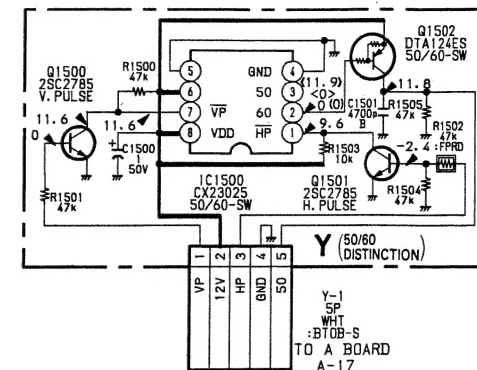 Q1500
2SC2785
V.PULSE
R1500
47k
11.6
0
11.6
C1500
1
50V
R1501
47k
5
6
7
8
VP
VDD
GND
50
60
HP
4
3
2
1
(11.9)
<0>
0 (0)
9.6
IC1500
CX23025
50/60-SW
Q1502
DTA124ES
50/60-SW
11.8
C1501
4700p
B
R1505
47k
R1502
47k
R1503
10k
-2.4
:FPRD
Q1501
2SC2785
H.PULSE
R1504
47k
Y (50/60 DISTINCTION)
1 2 3 4 5
VP 12V HP GND 50
Y-1
5P
WHT
:BTOB-S
TO A BOARD
A-17